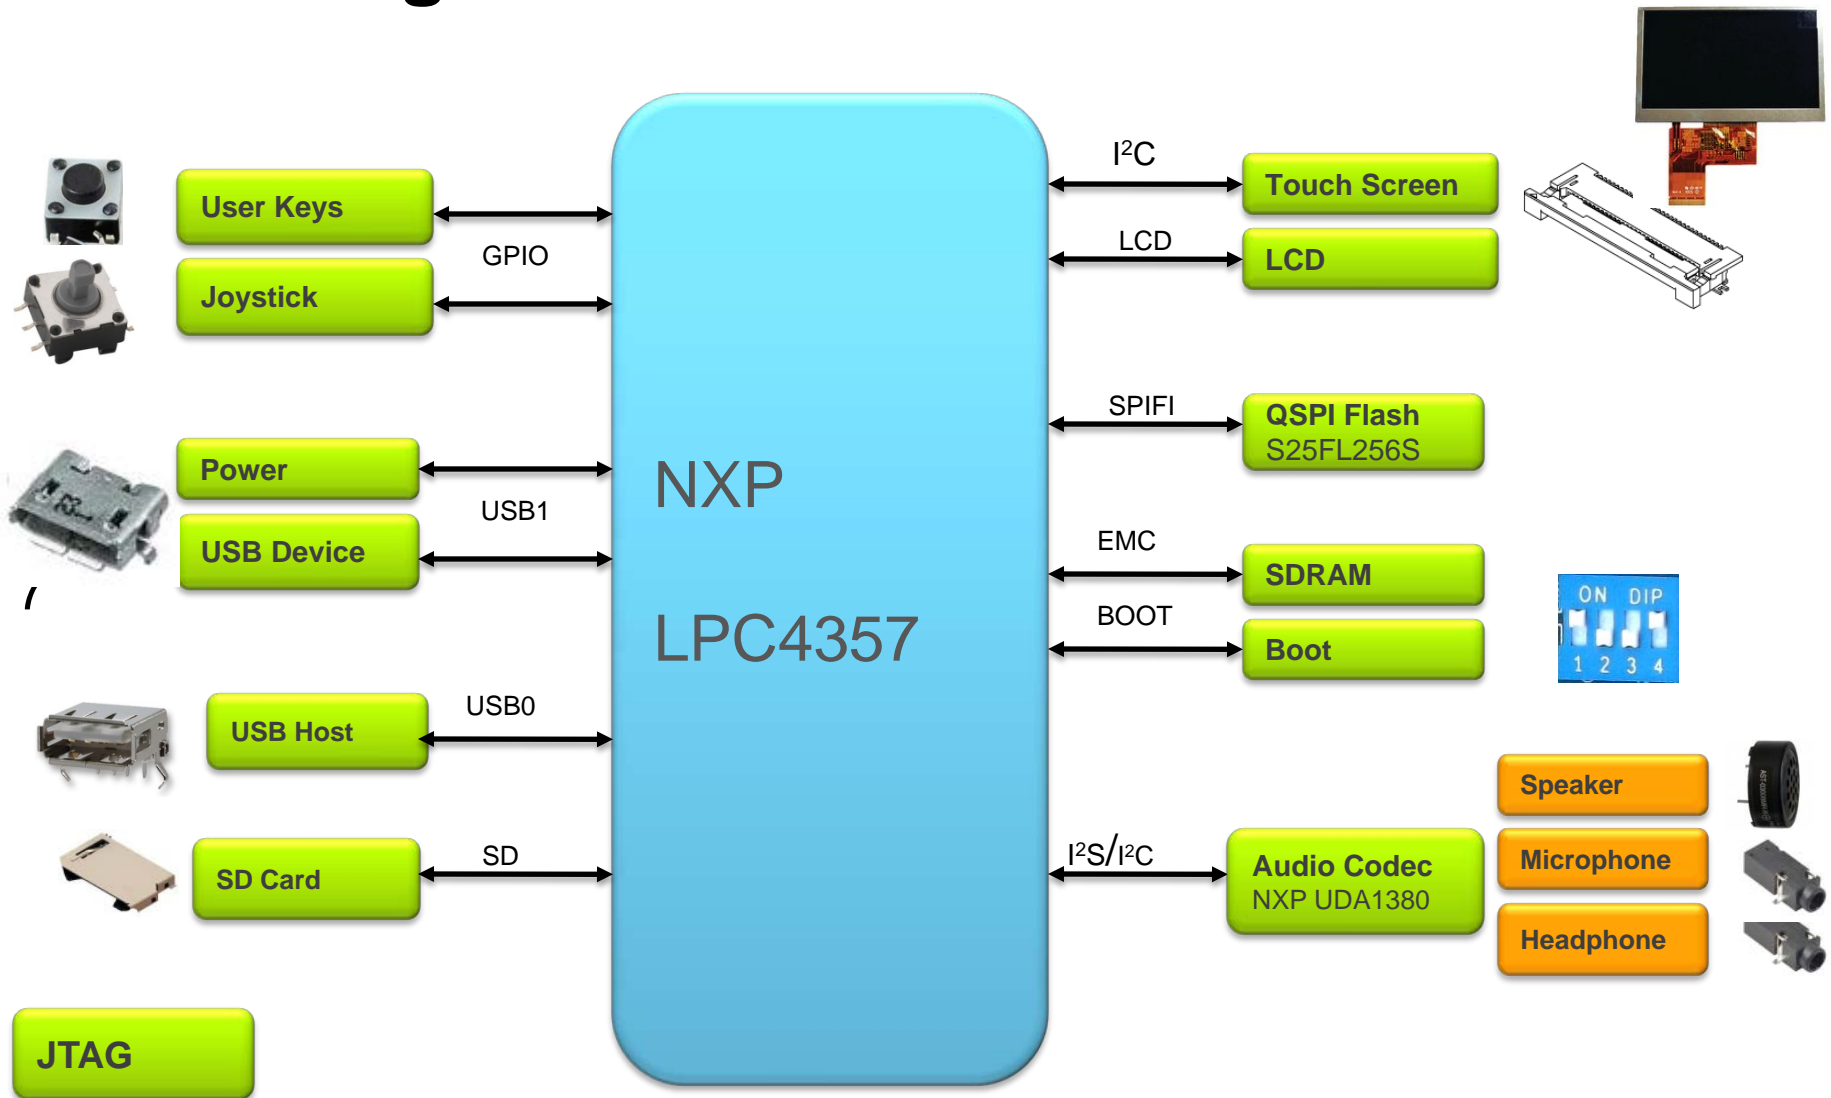 User Keys
GPIO
Joystick
Power
USB1
USB Device
USB Host
USB0
SD Card
SD
JTAG
NXP
LPC4357
I²C
Touch Screen
LCD
LCD
SPIFI
QSPI Flash
S25FL256S
EMC
SDRAM
BOOT
Boot
ON DIP
1 2 3 4
I²S/I²C
Audio Codec
NXP UDA1380
Speaker
Microphone
Headphone